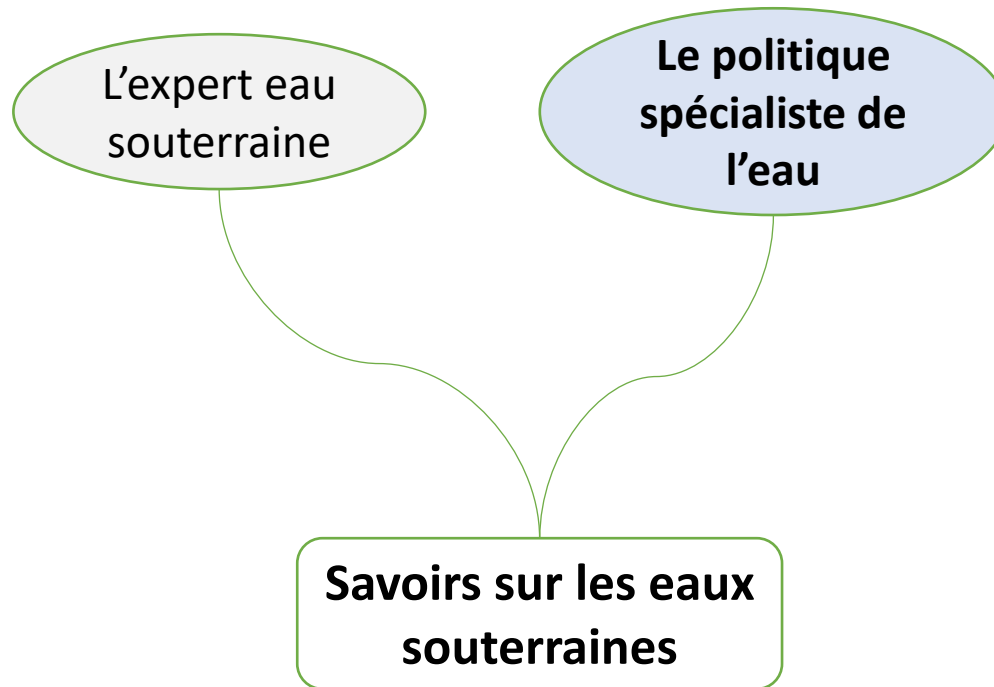 L’expert eau
souterraine
Le politique
spécialiste de
l’eau
Savoirs sur les eaux
souterraines